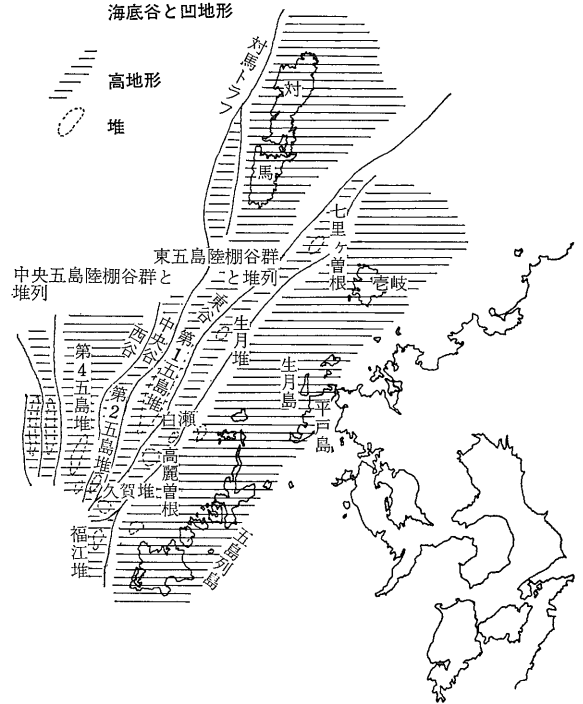 海底谷と凹地形
高地形
堆
対馬トラフ
対
馬
七里ヶ曽根
東五島陸棚谷群
と堆列
中央五島陸棚谷群と
堆列
壱岐
東谷
中央谷
西谷
第1五島堆
生月堆
第4五島堆
第2五島堆
生月島
平戸島
白瀬
高麗曽根
久賀堆
福江堆
五島列島